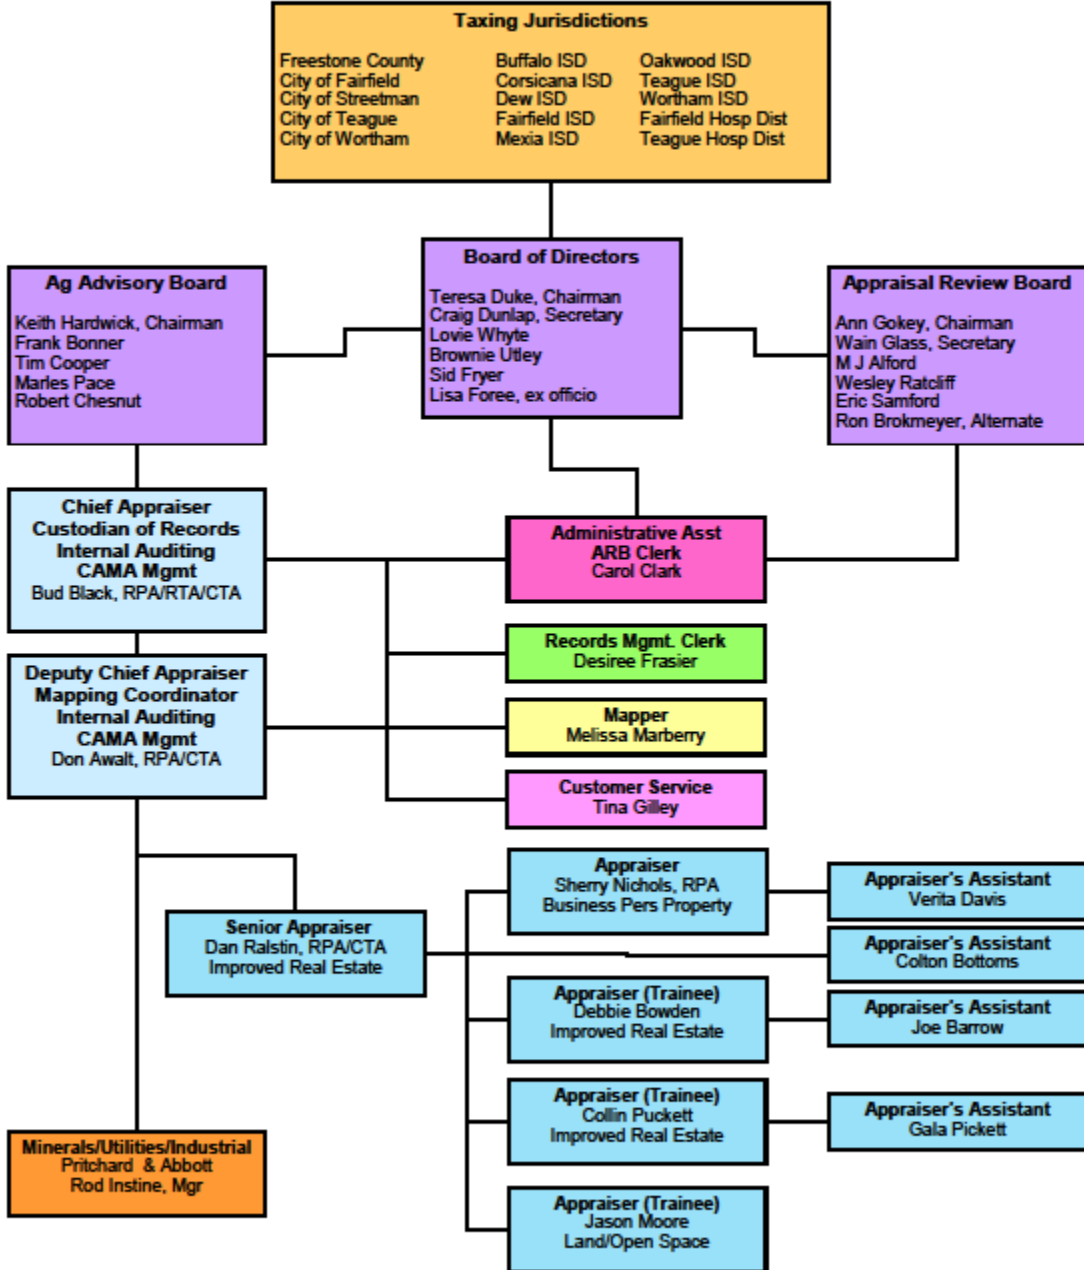 Taxing Jurisdictions
Freestone County Buffalo ISD Oakwood ISD
City of Fairfield Corsicana ISD Teague ISD
City of Streetman Dew ISD Wortham ISD
City of Teague Fairfield ISD Fairfield Hosp Dist
City of Wortham Mexia ISD Teague Hosp Dist
Ag Advisory Board
Keith Hardwick, Chairman
Frank Bonner
Tim Cooper
Marles Pace
Robert Chesnut
Board of Directors
Teresa Duke, Chairman
Craig Dunlap, Secretary
Lovie Whyte
Brownie Utley
Sid Fryer
Lisa Foree, ex officio
Appraisal Review Board
Ann Gokey, Chairman
Wain Glass, Secretary
M J Alford
Wesley Ratcliff
Eric Samford
Ron Brokmeyer, Alternate
Chief Appraiser
Custodian of Records
Internal Auditing
CAMA Mgmt
Bud Black, RPA/RTA/CTA
Administrative Asst
ARB Clerk
Carol Clark
Records Mgmt. Clerk
Desiree Frasier
Deputy Chief Appraiser
Mapping Coordinator
Internal Auditing
CAMA Mgmt
Don Awalt, RPA/CTA
Mapper
Melissa Marberry
Customer Service
Tina Gilley
Appraiser
Sherry Nichols, RPA
Business Pers Property
Appraiser's Assistant
Verita Davis
Senior Appraiser
Dan Ralstin, RPA/CTA
Improved Real Estate
Appraiser's Assistant
Colton Bottoms
Appraiser (Trainee)
Debbie Bowden
Improved Real Estate
Appraiser's Assistant
Joe Barrow
Appraiser (Trainee)
Collin Puckett
Improved Real Estate
Appraiser's Assistant
Gala Pickett
Minerals/Utilities/Industrial
Pritchard & Abbott
Rod Instine, Mgr
Appraiser (Trainee)
Jason Moore
Land/Open Space